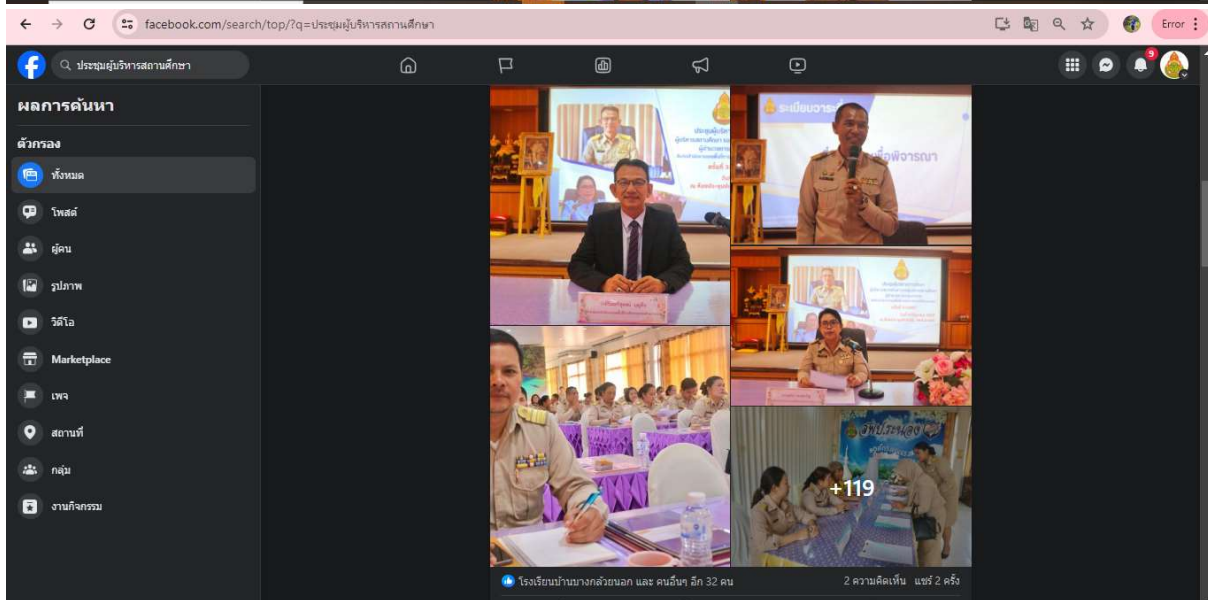 facebook.com/search/top/?q=ประชุมผู้บริหารสถานศึกษา
Error
ประชุมผู้บริหารสถานศึกษา
9
ผลการค้นหา
ตัวกรอง
ทั้งหมด
โพสต์
ผู้คน
รูปภาพ
วิดีโอ
Marketplace
เพจ
สถานที่
กลุ่ม
งานกิจกรรม
สพป.ระนอง
+119
โรงเรียนบ้านบางกล้วยนอก และ คนอื่นๆ อีก 32 คน
2 ความคิดเห็น แชร์ 2 ครั้ง